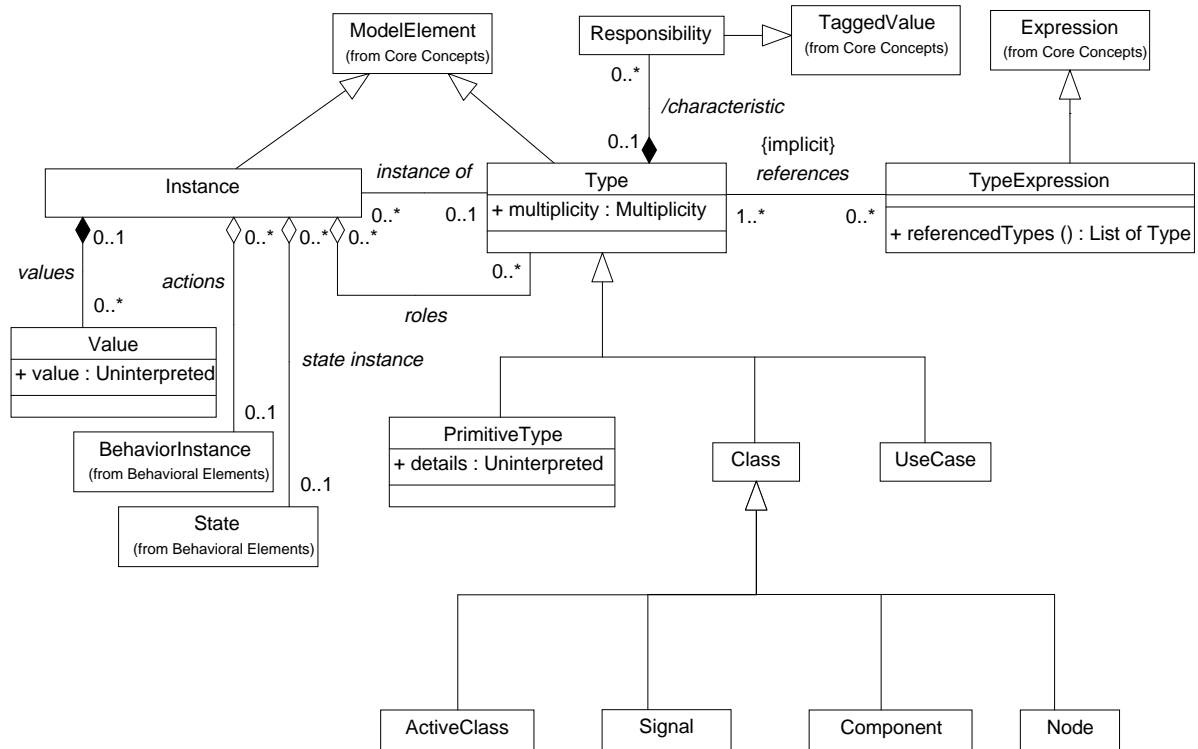 ModelElement
(from Core Concepts)
Responsibility
TaggedValue
(from Core Concepts)
Expression
(from Core Concepts)
0..*
/characteristic
0..1
{implicit}
references
instance of
Instance
Type
+ multiplicity : Multiplicity
TypeExpression
+ referencedTypes () : List of Type
0..*
0..1
1..*
0..*
0..1
0..*
0..*
0..*
values
actions
0..*
0..*
roles
state instance
Value
+ value : Uninterpreted
0..1
BehaviorInstance
(from Behavioral Elements)
0..1
State
(from Behavioral Elements)
PrimitiveType
+ details : Uninterpreted
Class
UseCase
ActiveClass
Signal
Component
Node